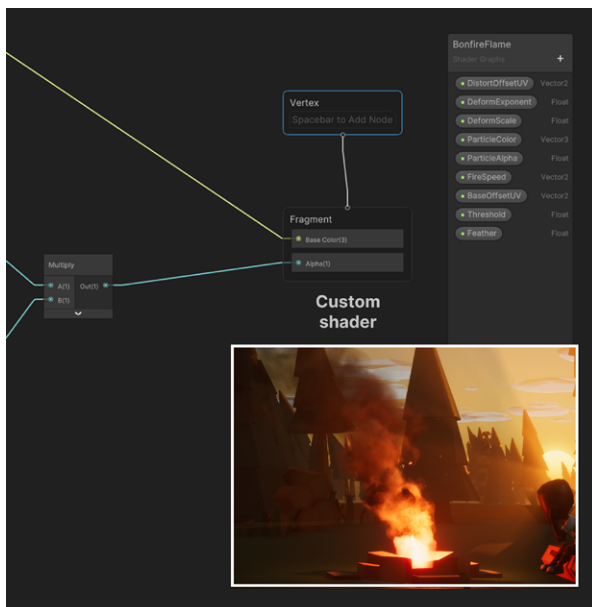 BonfireFlame
Shader Graphs
+
DistortOffsetUV Vector2
DeformExponent Float
DeformScale Float
ParticleColor Vector3
ParticleAlpha Float
FireSpeed Vector2
BaseOffsetUV Vector2
Threshold Float
Feather Float
Vertex
Spacebar to Add Node
Fragment
Base Color(3)
Alpha(1)
Multiply
A(1) Out(1)
B(1)
Custom
shader